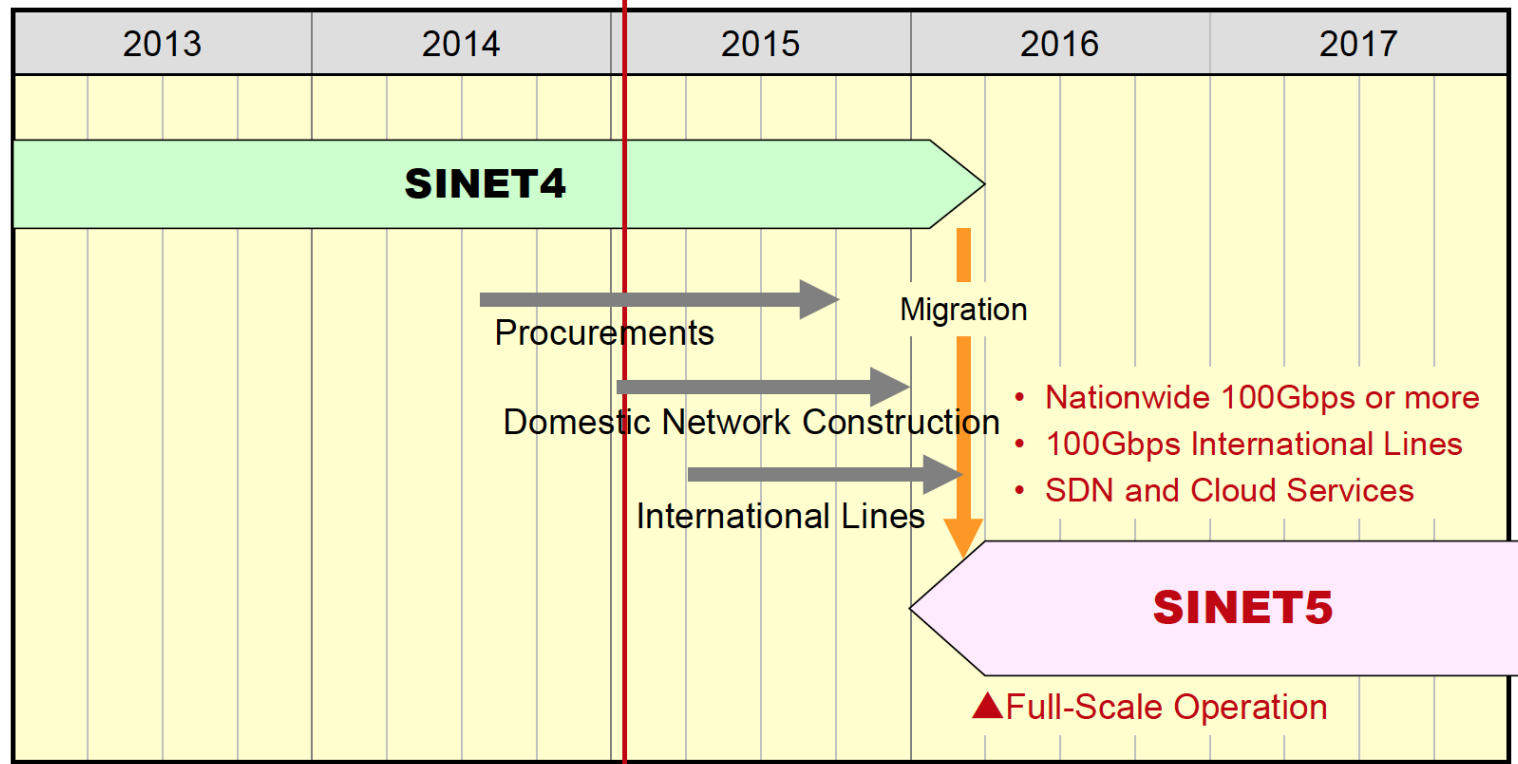 2013 2014 2015 2016 2017
SINET4
Procurements
Migration
Domestic Network Construction
International Lines
• Nationwide 100Gbps or more
• 100Gbps International Lines
• SDN and Cloud Services
SINET5
▲Full-Scale Operation